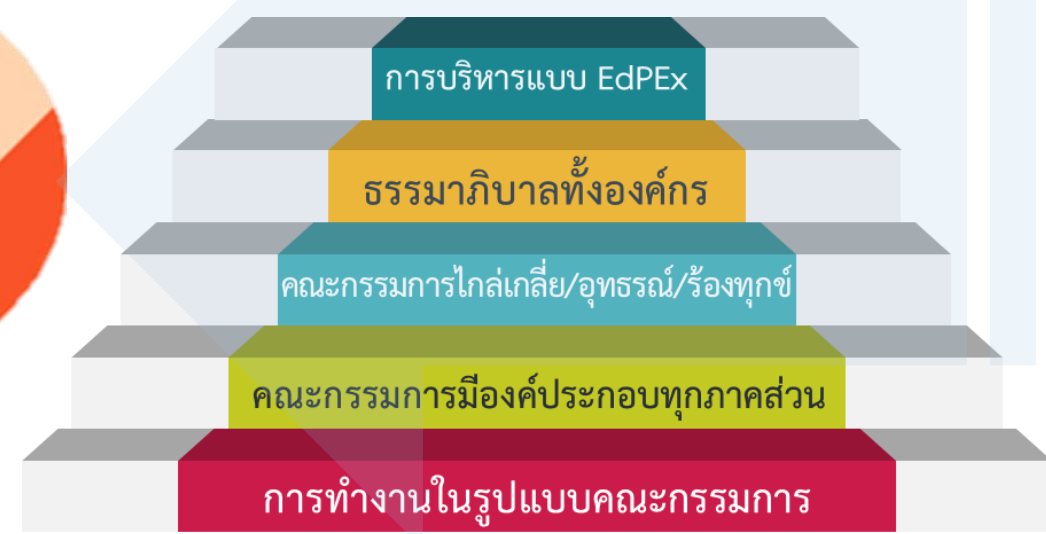 การบริหารแบบ EdPEx
ธรรมาภิบาลทั้งองค์กร
คณะกรรมการไกล่เกลี่ย/อุทธรณ์/ร้องทุกข์
คณะกรรมการมีองค์ประกอบทุกภาคส่วน
การทำงานในรูปแบบคณะกรรมการ